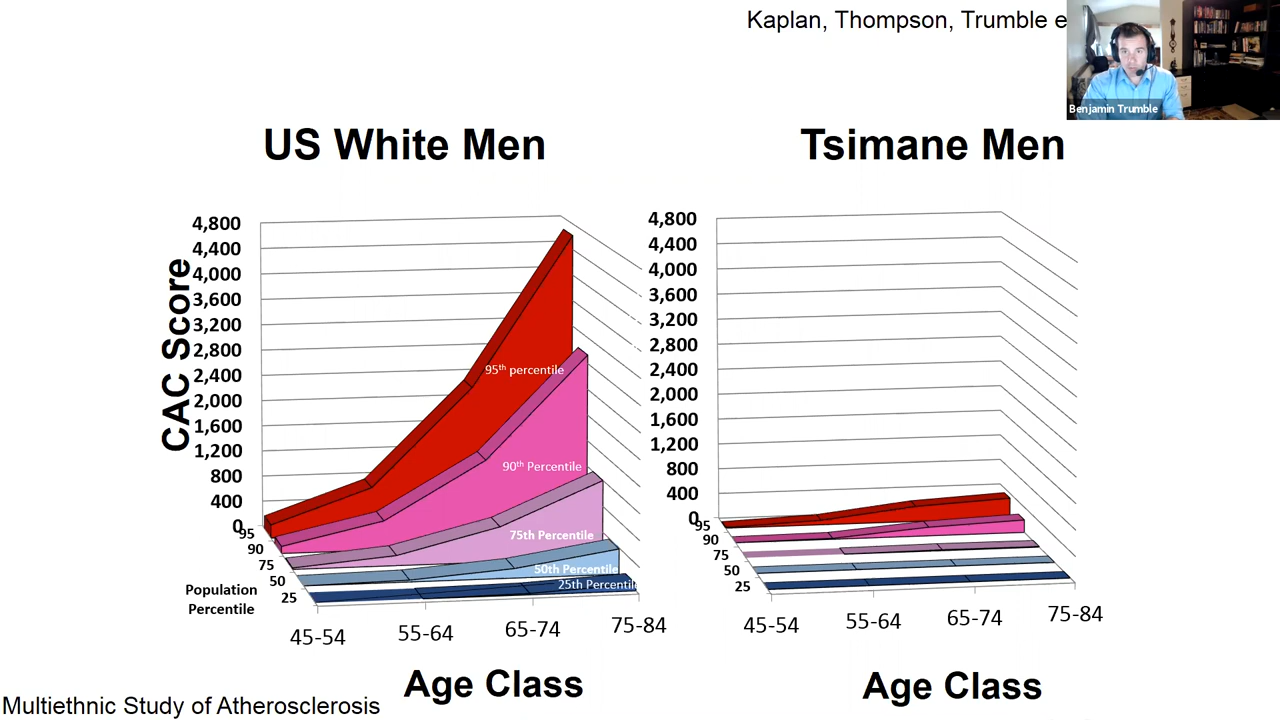 Kaplan, Thompson, Trumble e
Benjamin Trumble
US White Men
Tsimane Men
CAC Score
4,800
4,400
4,000
3,600
3,200
2,800
2,400
2,000
1,600
1,200
800
400
0
95
90
75
50
25
Population
Percentile
95th percentile
90th Percentile
75th Percentile
50th Percentile
25th Percentile
45-54
55-64
65-74
75-84
Age Class
4,800
4,400
4,000
3,600
3,200
2,800
2,400
2,000
1,600
1,200
800
400
0
95
90
75
50
25
45-54
55-64
65-74
75-84
Age Class
Multiethnic Study of Atherosclerosis